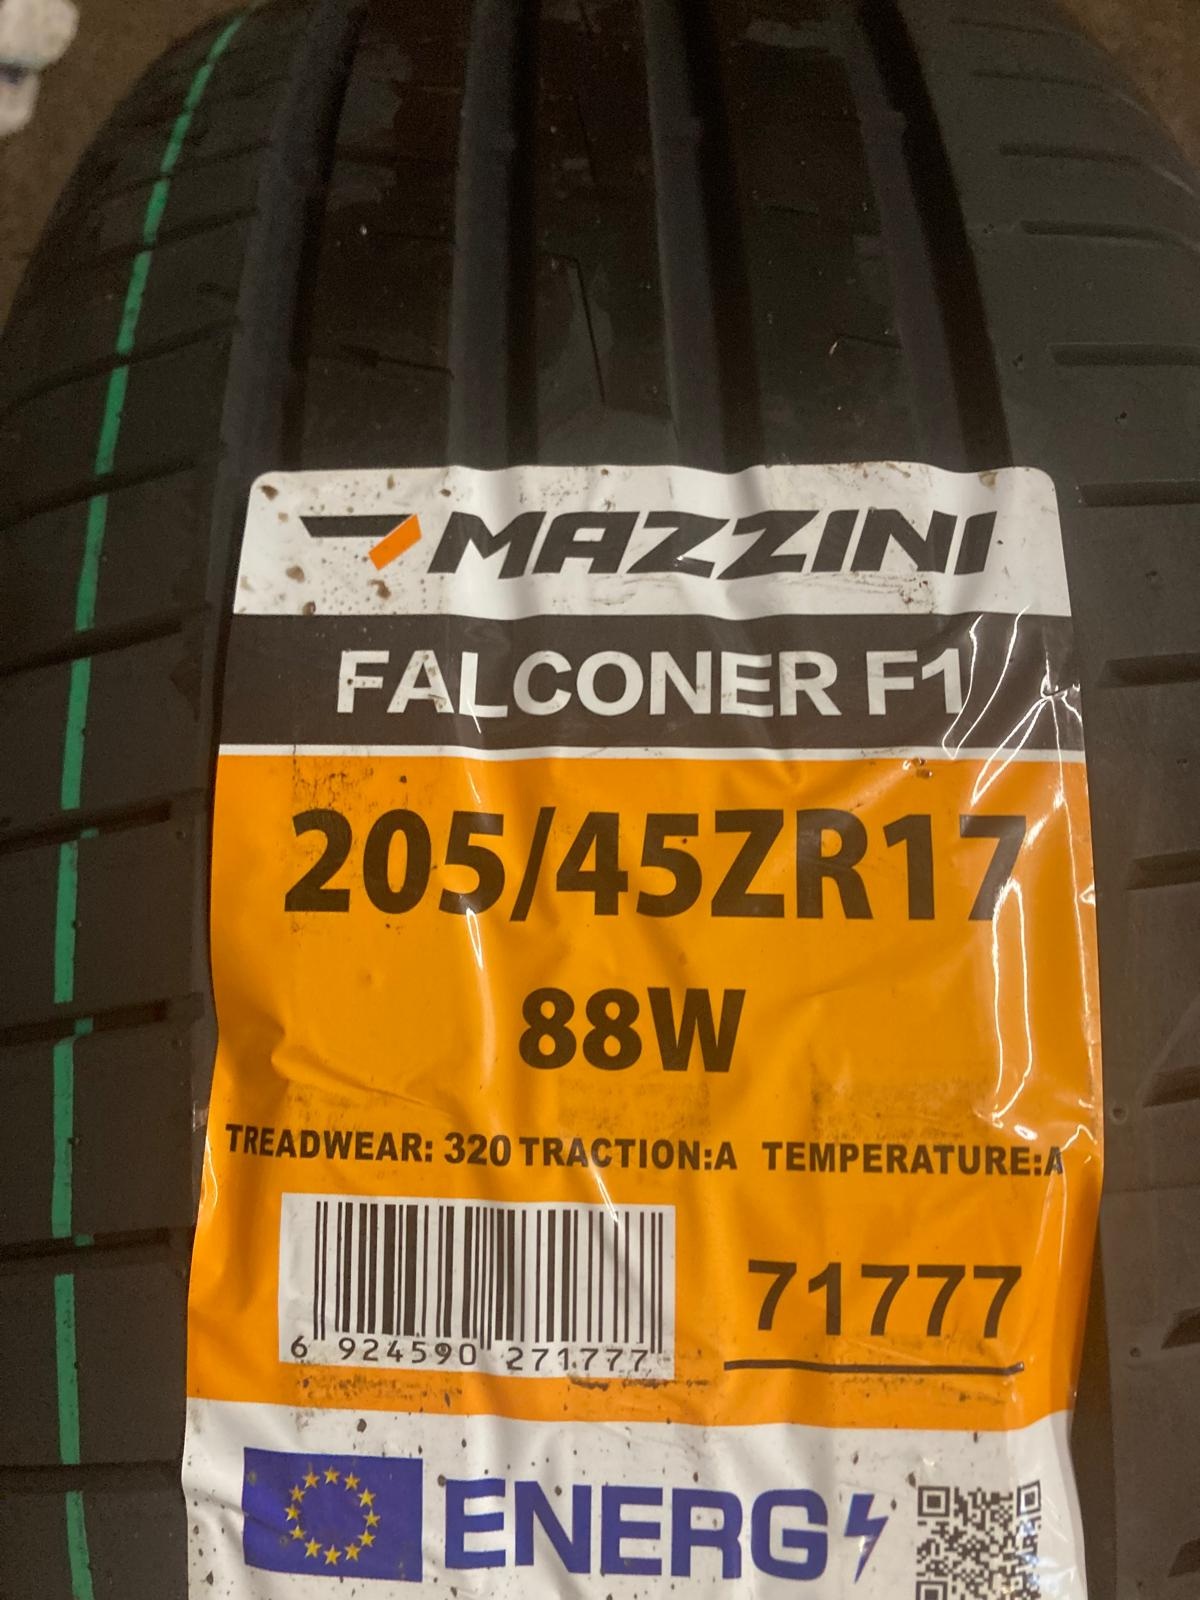 MAZZINI
FALCONER F1
205/45ZR17
88W
TREADWEAR: 320 TRACTION:A TEMPERATURE:A
71777
6 924590 271777
ENERG